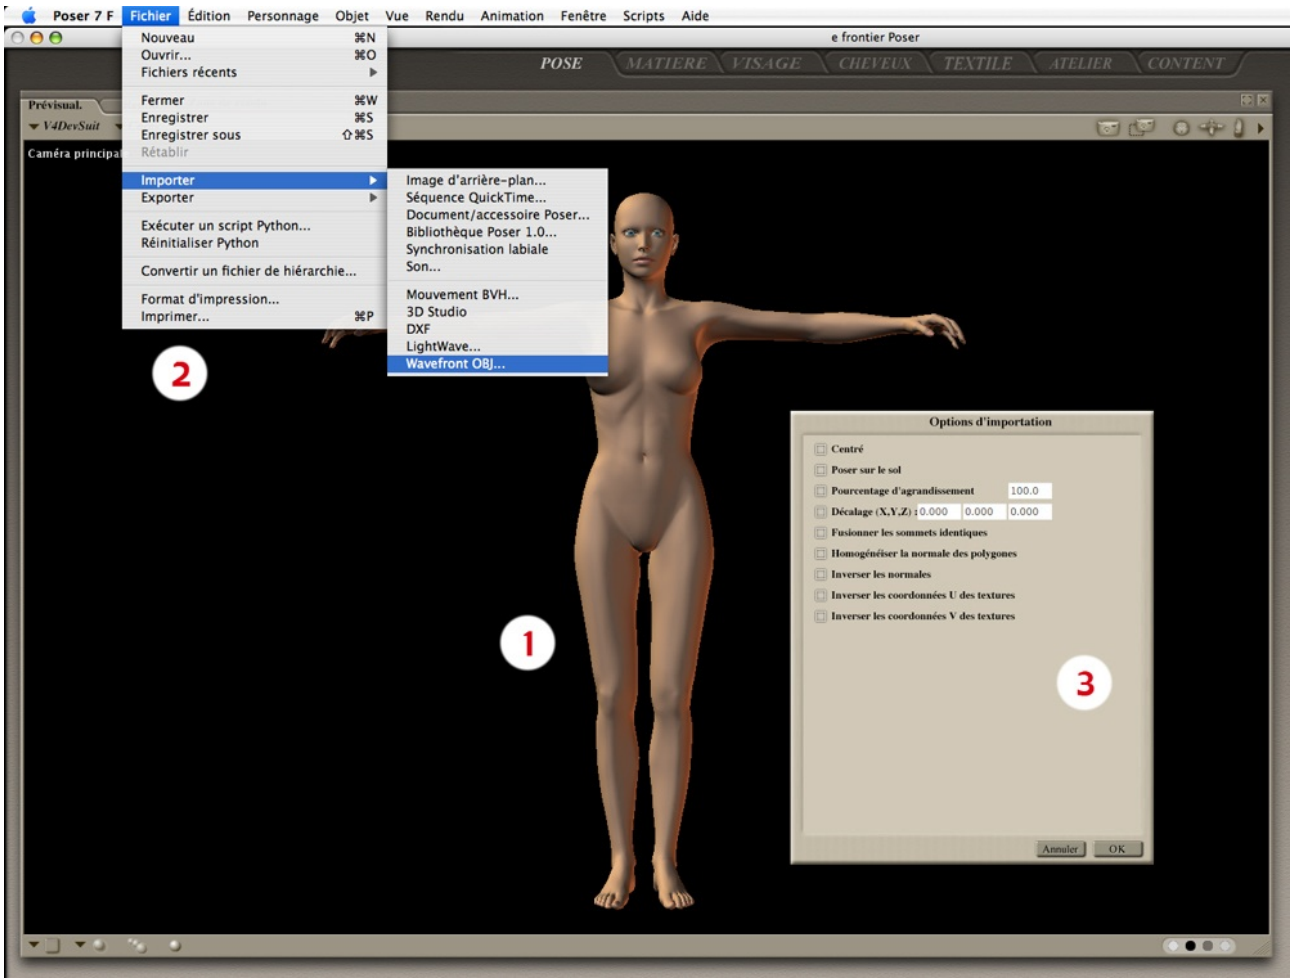 Poser 7 F Fichier Édition Personnage Objet Vue Rendu Animation Fenêtre Scripts Aide
e frontier Poser
POSE MATIERE VISAGE CHEVEUX TEXTILE ATELIER CONTENT
Nouveau ⌘N
Ouvrir... ⌘O
Fichiers récents
Fermer ⌘W
Enregistrer ⌘S
Enregistrer sous ⇧⌘S
Rétablir
Importer
Exporter
Exécuter un script Python...
Réinitialiser Python
Convertir un fichier de hiérarchie...
Format d'impression...
Imprimer... ⌘P
Prévisual.
V4DevSuit
Caméra principal
Image d'arrière-plan...
Séquence QuickTime...
Document/accessoire Poser...
Bibliothèque Poser 1.0...
Synchronisation labiale
Son...
Mouvement BVH...
3D Studio
DXF
LightWave...
Wavefront OBJ...
2
1
Options d'importation
Centré
Poser sur le sol
Pourcentage d'agrandissement 100.0
Décalage (X,Y,Z) : 0.000 0.000 0.000
Fusionner les sommets identiques
Homogénéiser la normale des polygones
Inverser les normales
Inverser les coordonnées U des textures
Inverser les coordonnées V des textures
3
Annuler OK